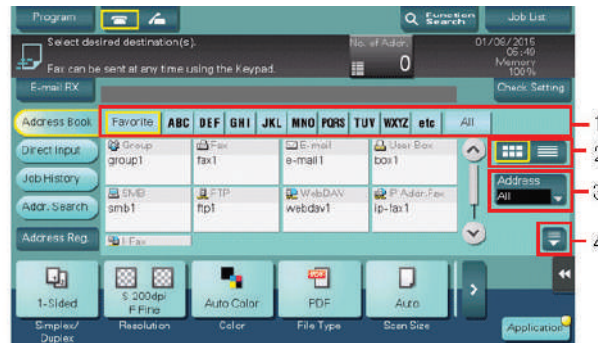 Program
Function Search
Job List
Select desired destination(s).
No. of Addr.
01/06/2016
05:49
Fax can be sent at any time using the Keypad.
0
Memory
100%
E-mail RX
Check Setting
Address Book
Favorite ABC DEF GHI JKL MNO PQRS TUV WXYZ etc All
1
Direct Input
Group
Fax
E-mail
User Box
2
group1
fax1
e-mail1
box1
Job History
Address
All
3
SMB
FTP
WebDAV
IP Addr.Fax
Addr. Search
smb1
ftp1
webdav1
ip-fax1
Address Reg.
I-Fax
4
1-Sided
S 200dpi
F Fine
Auto Color
PDF
Auto
Simplex/
Duplex
Resolution
Color
File Type
Scan Size
Application